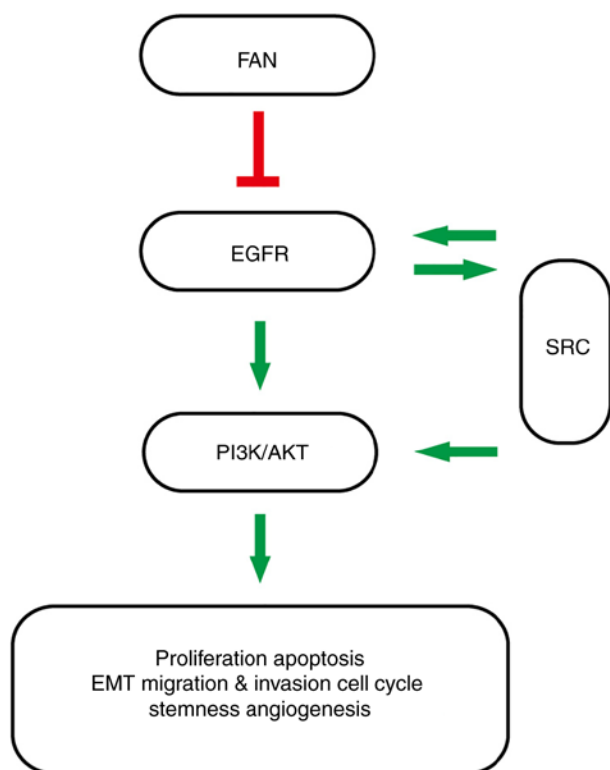 FAN
EGFR
SRC
PI3K/AKT
Proliferation apoptosis
EMT migration & invasion cell cycle
stemness angiogenesis